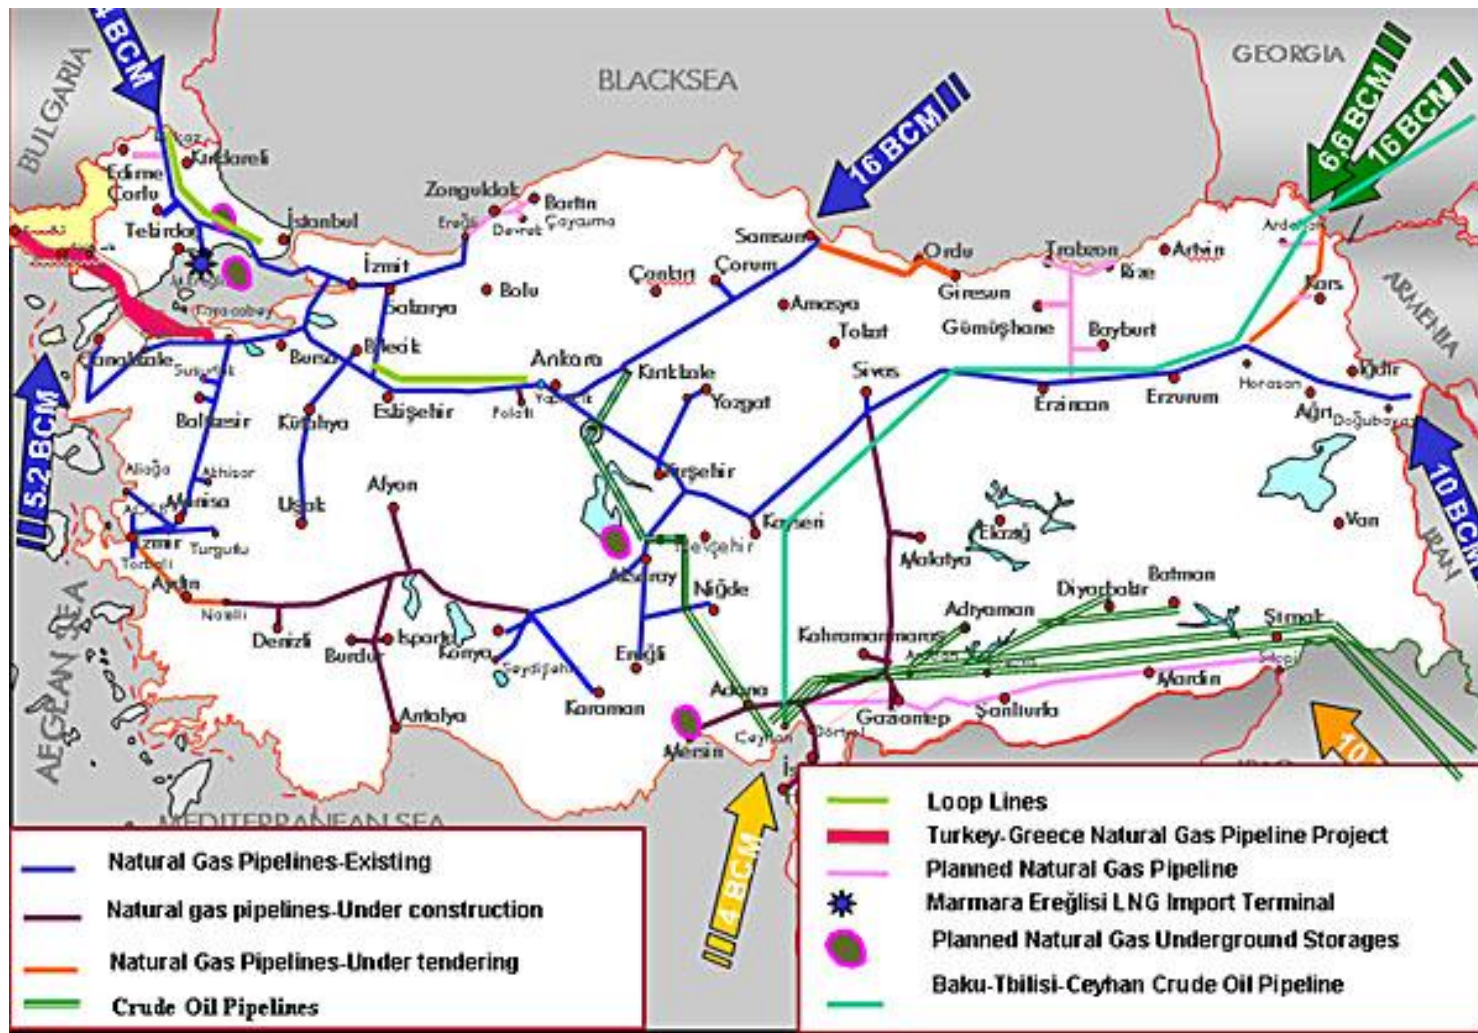 4 BCM
BULGARIA
BLACKSEA
GEORGIA
16 BCM
6,6 BCM
16 BCM
Kırklareli
Edirne
Çorlu
Tekirdağ
İstanbul
Zonguldak
Bartın
Ereğli
Devrek
Çaycuma
Samsun
Ordu
Giresun
Trabzon
Rize
Artvin
Ardahan
Kars
ARMENIA
İzmit
Sakarya
Bolu
Çankırı
Çorum
Amasya
Tokat
Gümüşhane
Bayburt
Karacabey
Çanakkale
Bursa
Bilecik
Ankara
Kırıkkale
Sivas
Erzincan
Erzurum
Horasan
Iğdır
Ağrı
Doğubayaz
Susurluk
Balıkesir
Kütahya
Eskişehir
Polatlı
Yozgat
5.2 BCM
10 BCM
IRAN
Aliağa
Akhisar
Manisa
İzmir
Turgutlu
Torbalı
Uşak
Afyon
Kırşehir
Kayseri
Nevşehir
Aksaray
Niğde
Malatya
Elazığ
Van
Diyarbakır
Batman
Adıyaman
Şırnak
Aydın
Nazilli
Denizli
Burdur
Isparta
Konya
Seydişehir
Ereğli
Karaman
Kahramanmaraş
Adana
Gaziantep
Şanlıurfa
Mardin
Antalya
Mersin
Ceyhan
Dörtyol
AEGEAN SEA
MEDITERRANEAN SEA
4 BCM
Natural Gas Pipelines-Existing
Natural gas pipelines-Under construction
Natural Gas Pipelines-Under tendering
Crude Oil Pipelines
Loop Lines
Turkey-Greece Natural Gas Pipeline Project
Planned Natural Gas Pipeline
Marmara Ereğlisi LNG Import Terminal
Planned Natural Gas Underground Storages
Baku-Tbilisi-Ceyhan Crude Oil Pipeline